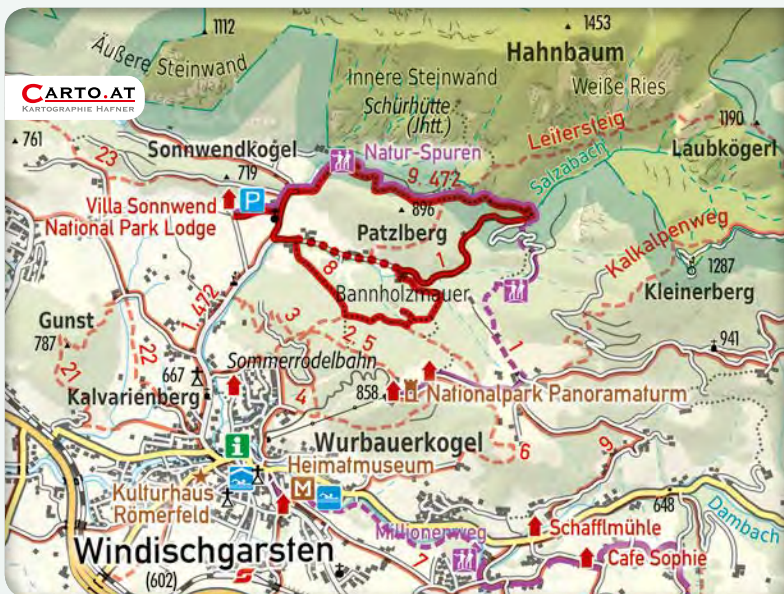 1112
1453
Äußere Steinwand
Hahnbaum
Innere Steinwand
Weiße Ries
CARTO.AT
KARTOGRAPHIE HAFNER
Schürhütte
(Jhtt.)
1190
761
Leitersteig
Laubkögerl
23
Sonnwendkogel
Natur-Spuren
719
9 472
Salzabach
P
Villa Sonnwend
National Park Lodge
896
Patzlberg
Kalkalpenweg
1
8
1287
Bannholzmauer
Kleinerberg
1 472
3
Gunst
787
22
2, 5
1
941
Sommerrodelbahn
21
667
858
Nationalpark Panoramaturm
Kalvarienberg
4
6
9
i
Wurbauerkogel
Heimatmuseum
M
Kulturhaus
Römerfeld
648
Dambach
Millionenweg
Schafflmühle
Windischgarsten
7
Cafe Sophie
(602)